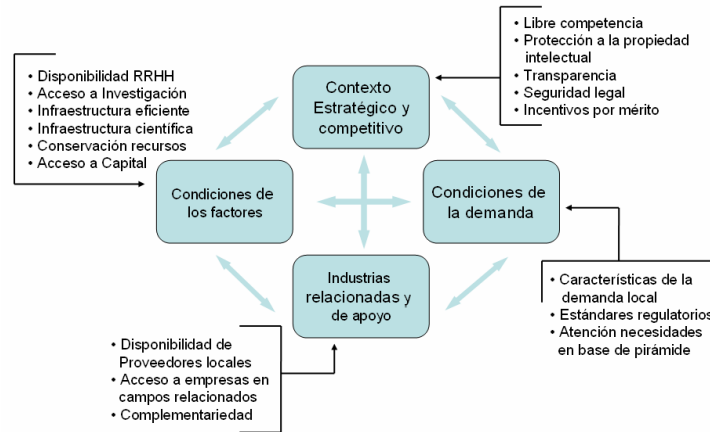 • Libre competencia
• Protección a la propiedad
intelectual
• Transparencia
• Seguridad legal
• Incentivos por mérito
• Disponibilidad RRHH
• Acceso a Investigación
• Infraestructura eficiente
• Infraestructura científica
• Conservación recursos
• Acceso a Capital
Contexto
Estratégico y
competitivo
Condiciones de
los factores
Condiciones de
la demanda
Industrias
relacionadas y
de apoyo
• Características de la
demanda local
• Estándares regulatorios
• Atención necesidades
en base de pirámide
• Disponibilidad de
Proveedores locales
• Acceso a empresas en
campos relacionados
• Complementariedad